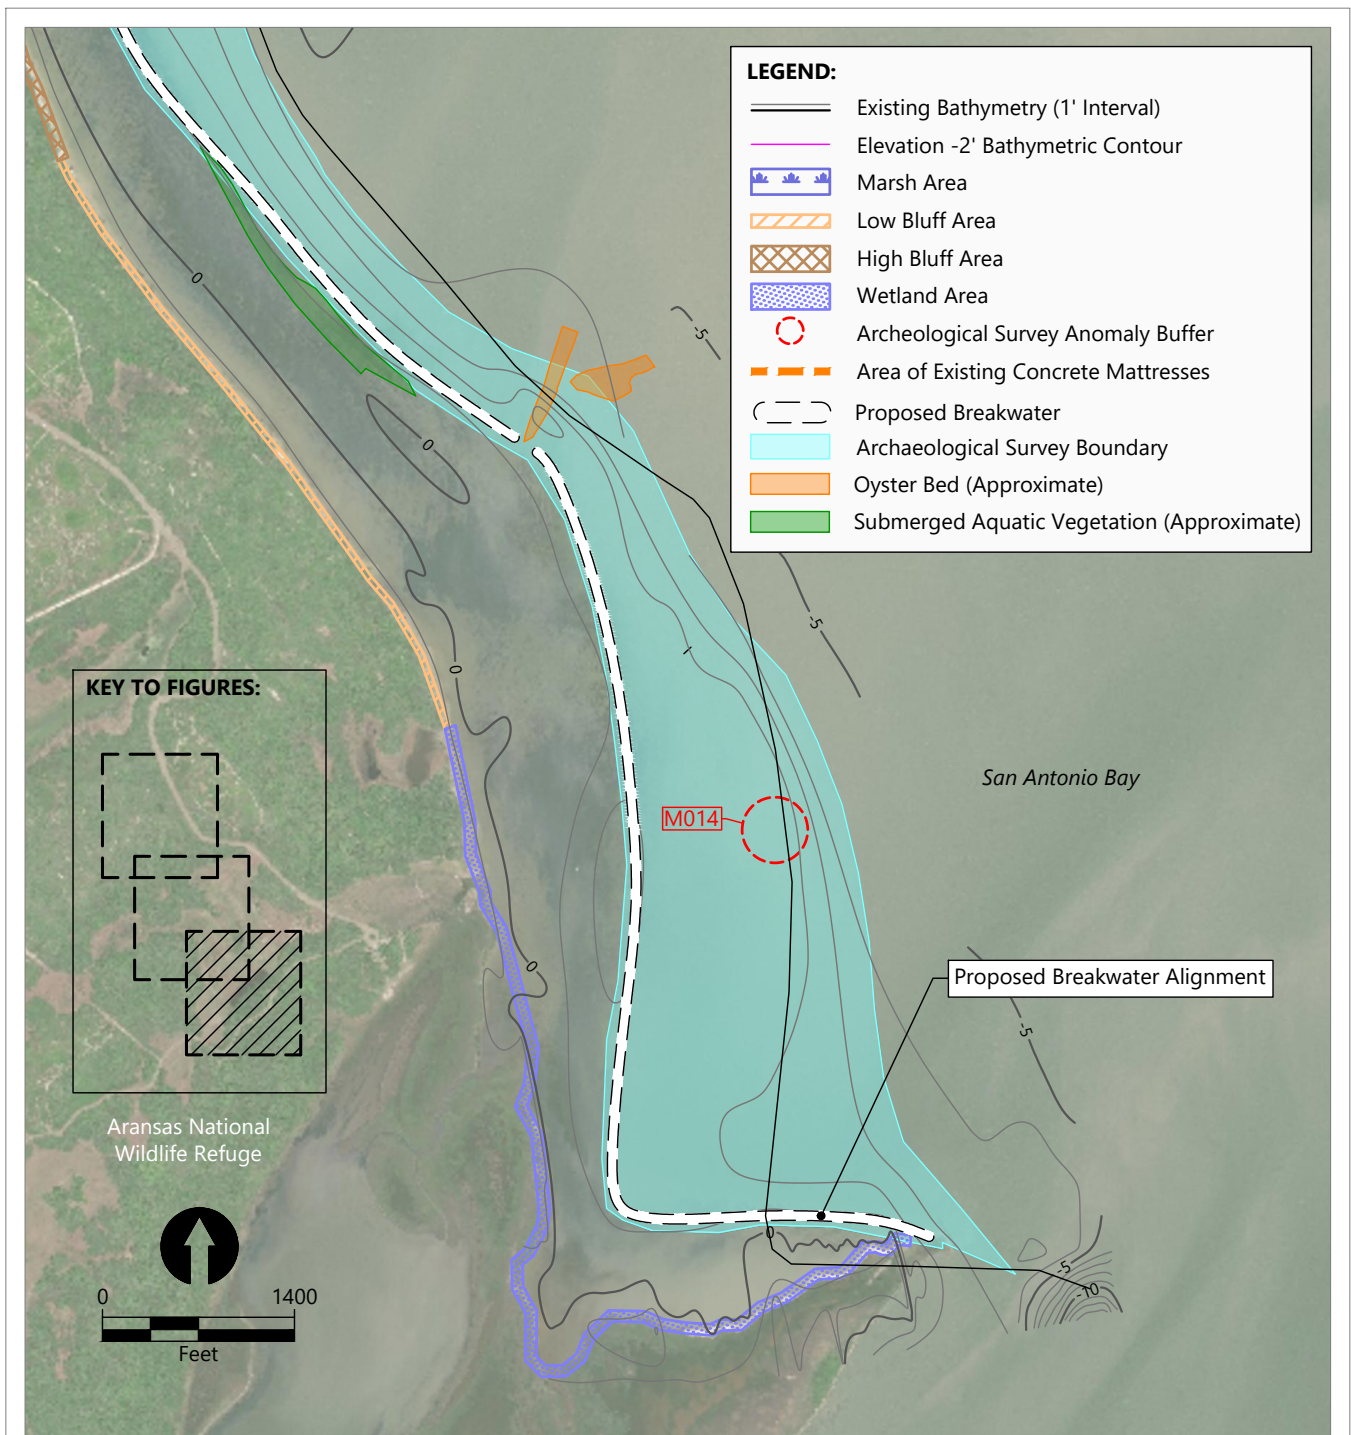 LEGEND:
Existing Bathymetry (1' Interval)
Elevation -2' Bathymetric Contour
Marsh Area
Low Bluff Area
High Bluff Area
Wetland Area
Archeological Survey Anomaly Buffer
Area of Existing Concrete Mattresses
Proposed Breakwater
Archaeological Survey Boundary
Oyster Bed (Approximate)
Submerged Aquatic Vegetation (Approximate)
0
-5
0
-5
0
KEY TO FIGURES:
San Antonio Bay
M014
0
Proposed Breakwater Alignment
-5
Aransas National
Wildlife Refuge
0
-5
-10
0 1400
Feet